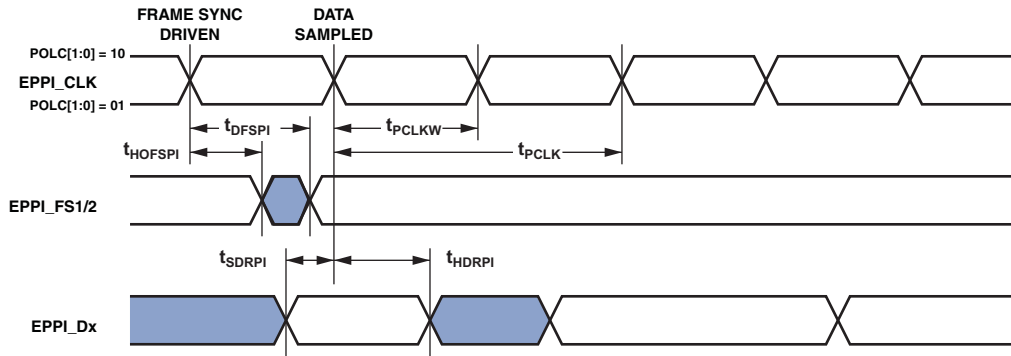 FRAME SYNC
DRIVEN
DATA
SAMPLED
POLC[1:0] = 10
EPPI_CLK
POLC[1:0] = 01
tDFSPI
tPCLKW
tHOFSPI
tPCLK
EPPI_FS1/2
tSDRPI
tHDRPI
EPPI_Dx